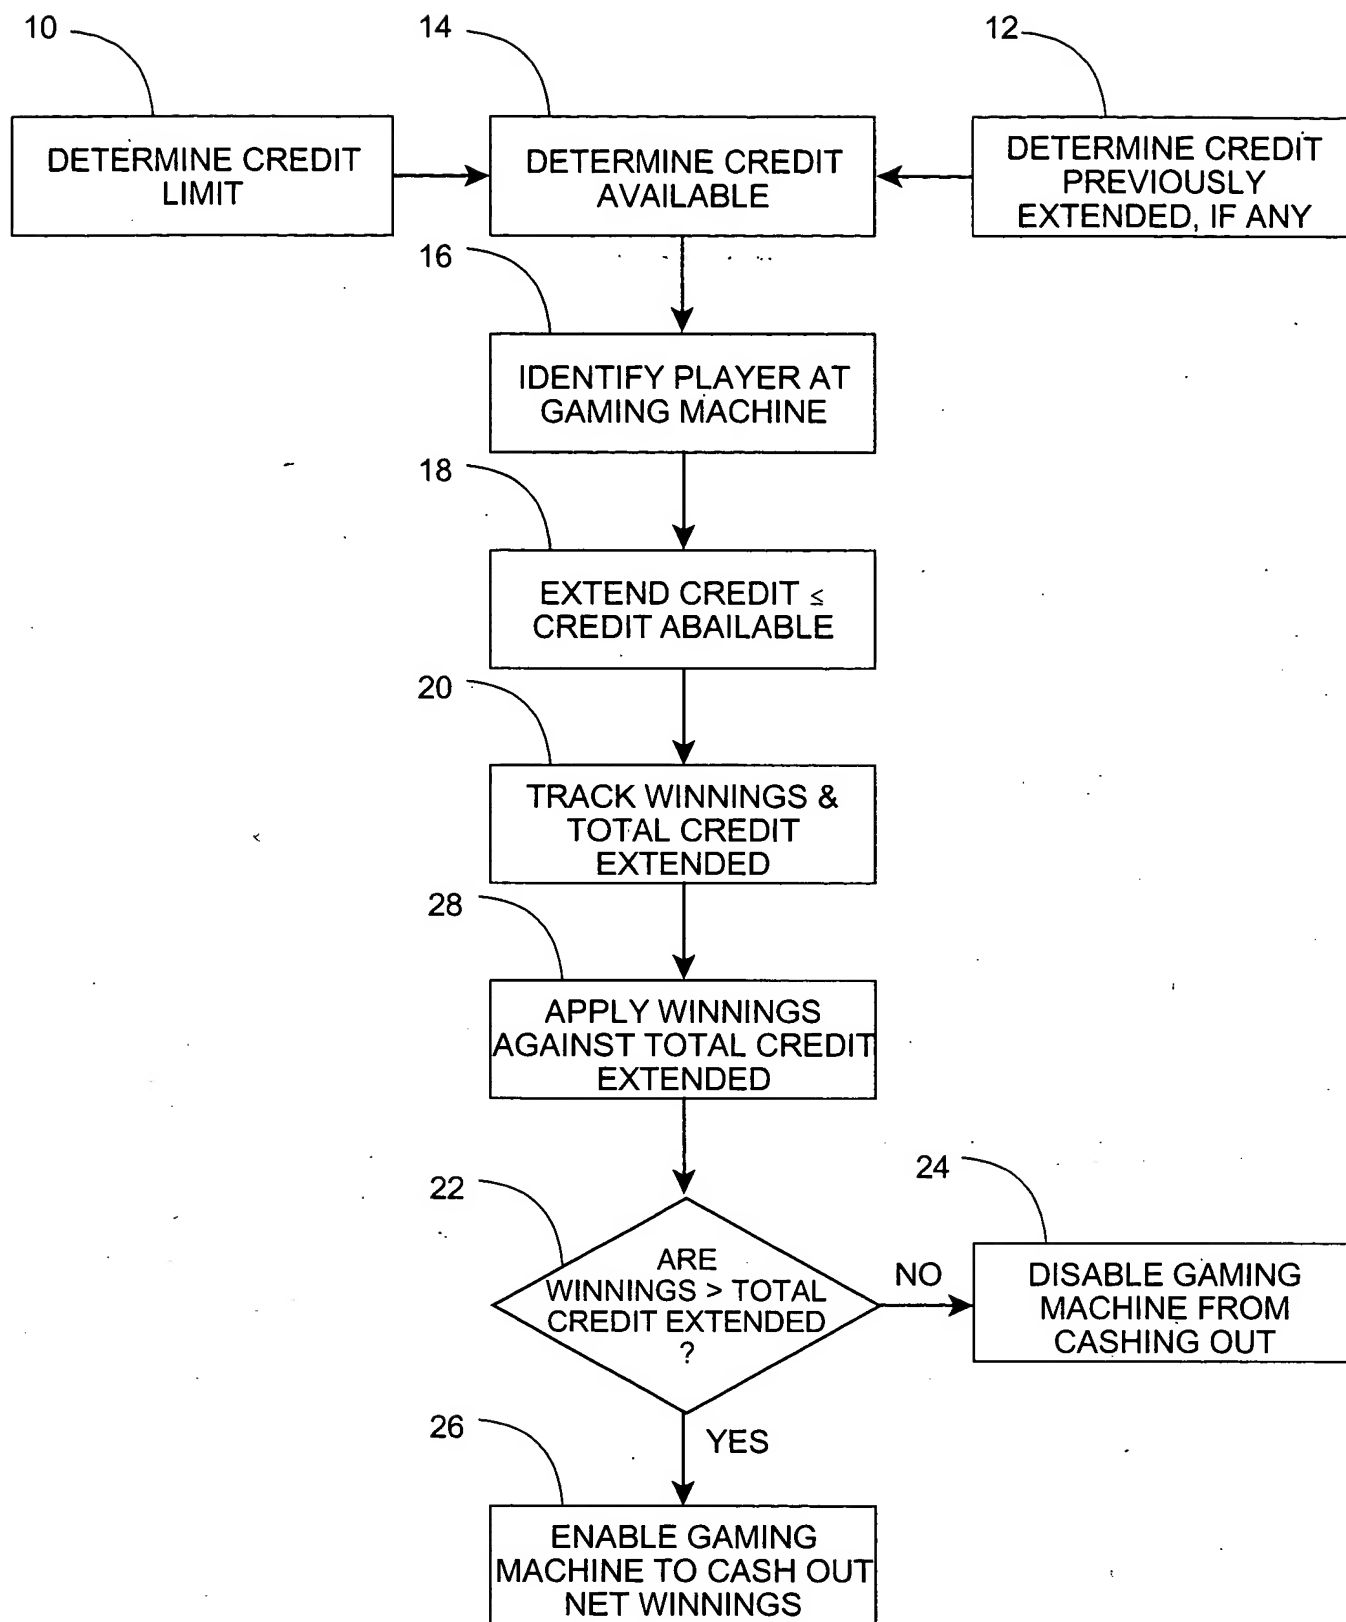 10
14
12
DETERMINE CREDIT
LIMIT
DETERMINE CREDIT
AVAILABLE
DETERMINE CREDIT
PREVIOUSLY
EXTENDED, IF ANY
16
IDENTIFY PLAYER AT
GAMING MACHINE
18
EXTEND CREDIT ≤
CREDIT ABAILABLE
20
TRACK WINNINGS &
TOTAL CREDIT
EXTENDED
28
APPLY WINNINGS
AGAINST TOTAL CREDIT
EXTENDED
22
ARE
WINNINGS > TOTAL
CREDIT EXTENDED
?
NO
24
DISABLE GAMING
MACHINE FROM
CASHING OUT
YES
26
ENABLE GAMING
MACHINE TO CASH OUT
NET WINNINGS